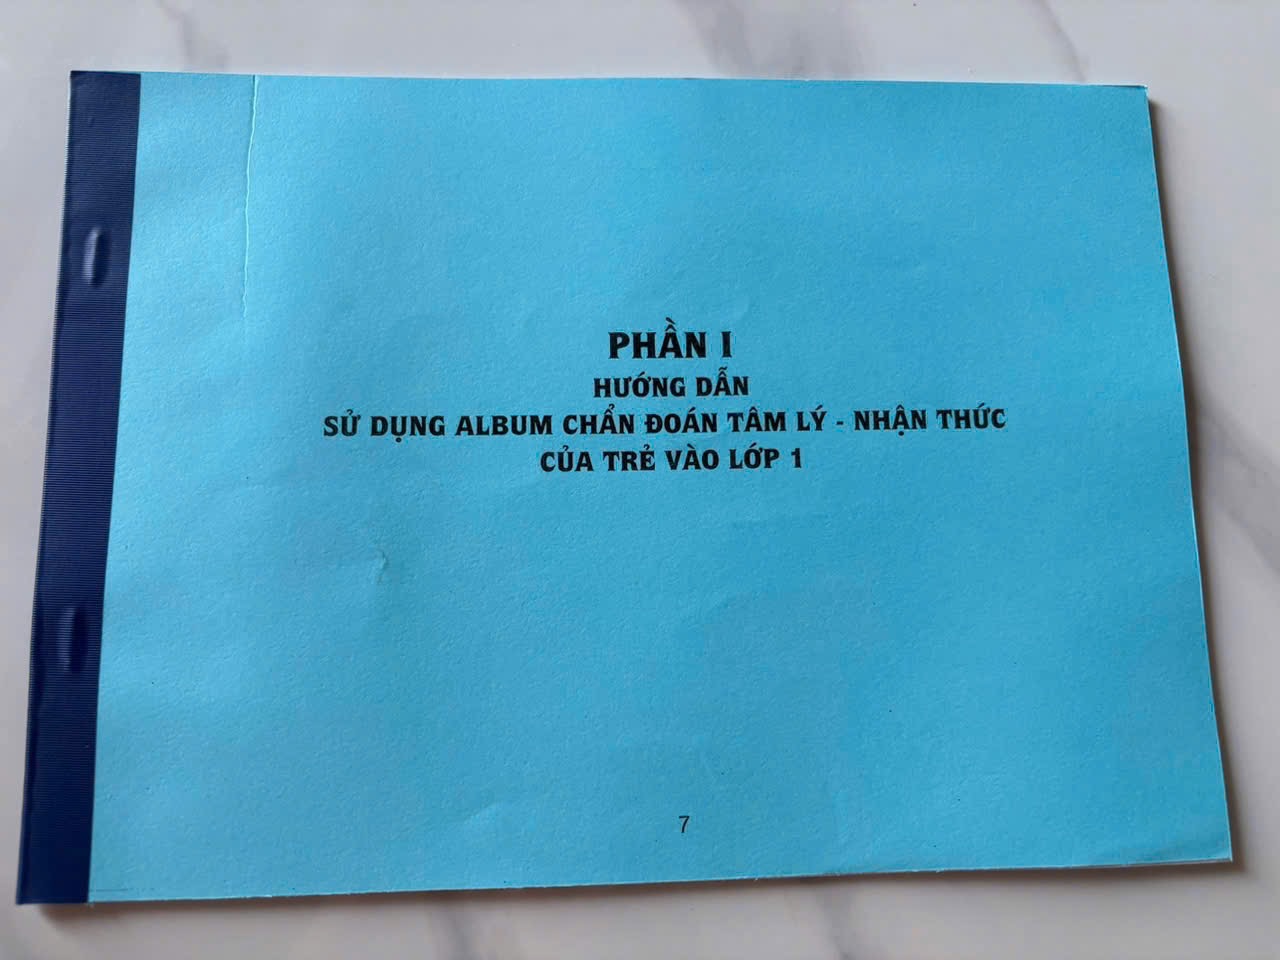 PHẦN I
HƯỚNG DẪN
SỬ DỤNG ALBUM CHẨN ĐOÁN TÂM LÝ - NHẬN THỨC
CỦA TRẺ VÀO LỚP 1
7